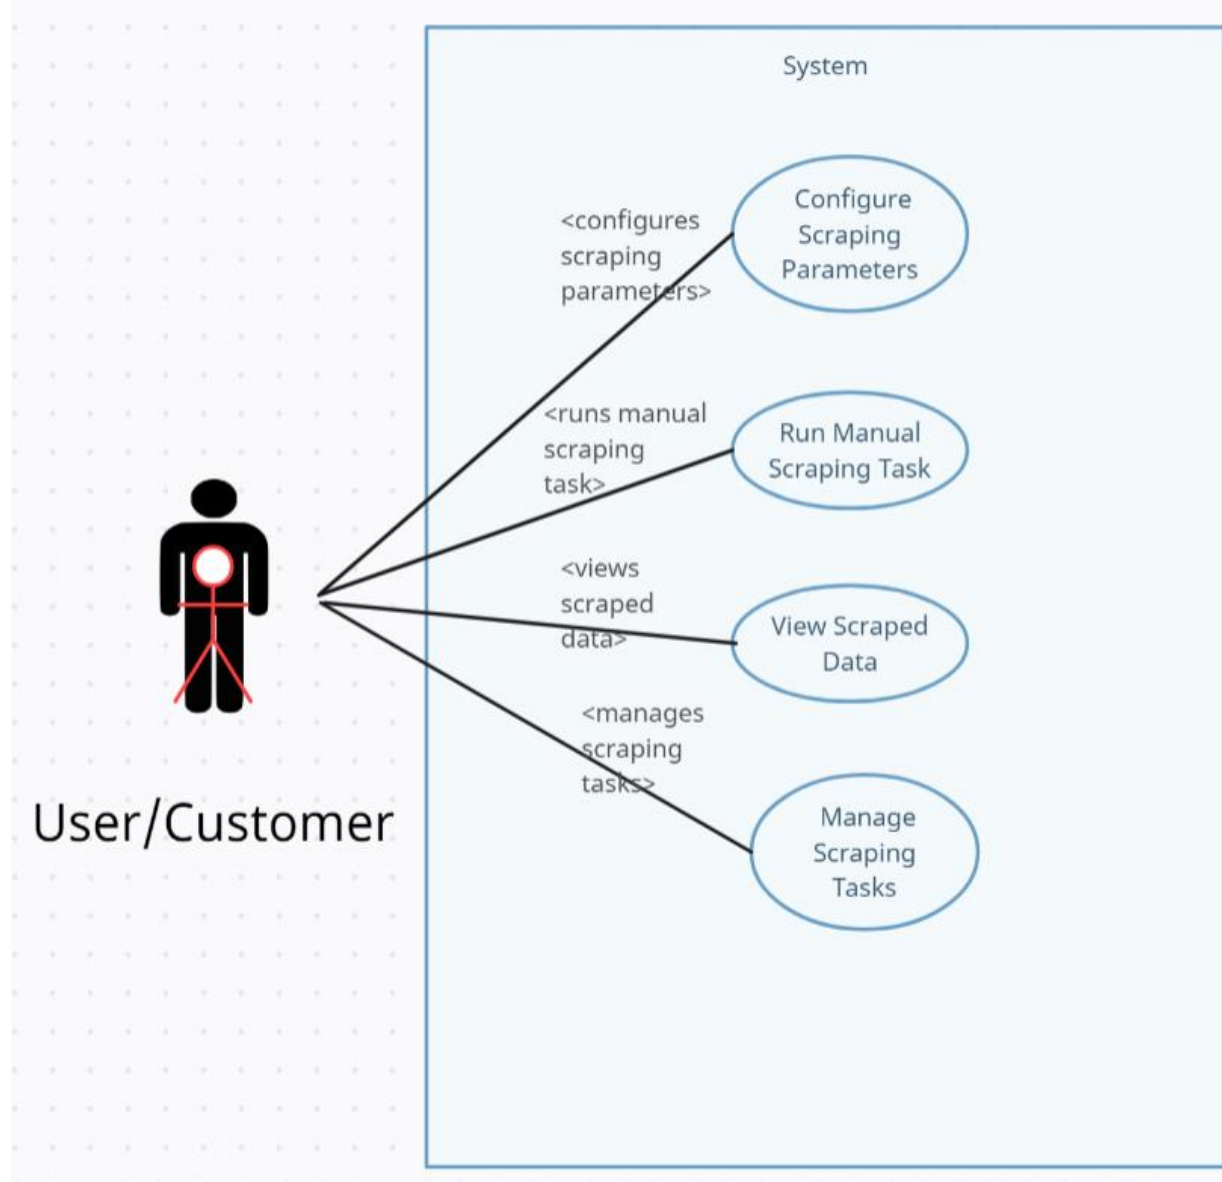 System
<configures
scraping
parameters>
Configure
Scraping
Parameters
<runs manual
scraping
task>
Run Manual
Scraping Task
<views
scraped
data>
View Scraped
Data
<manages
scraping
tasks>
Manage
Scraping
Tasks
User/Customer